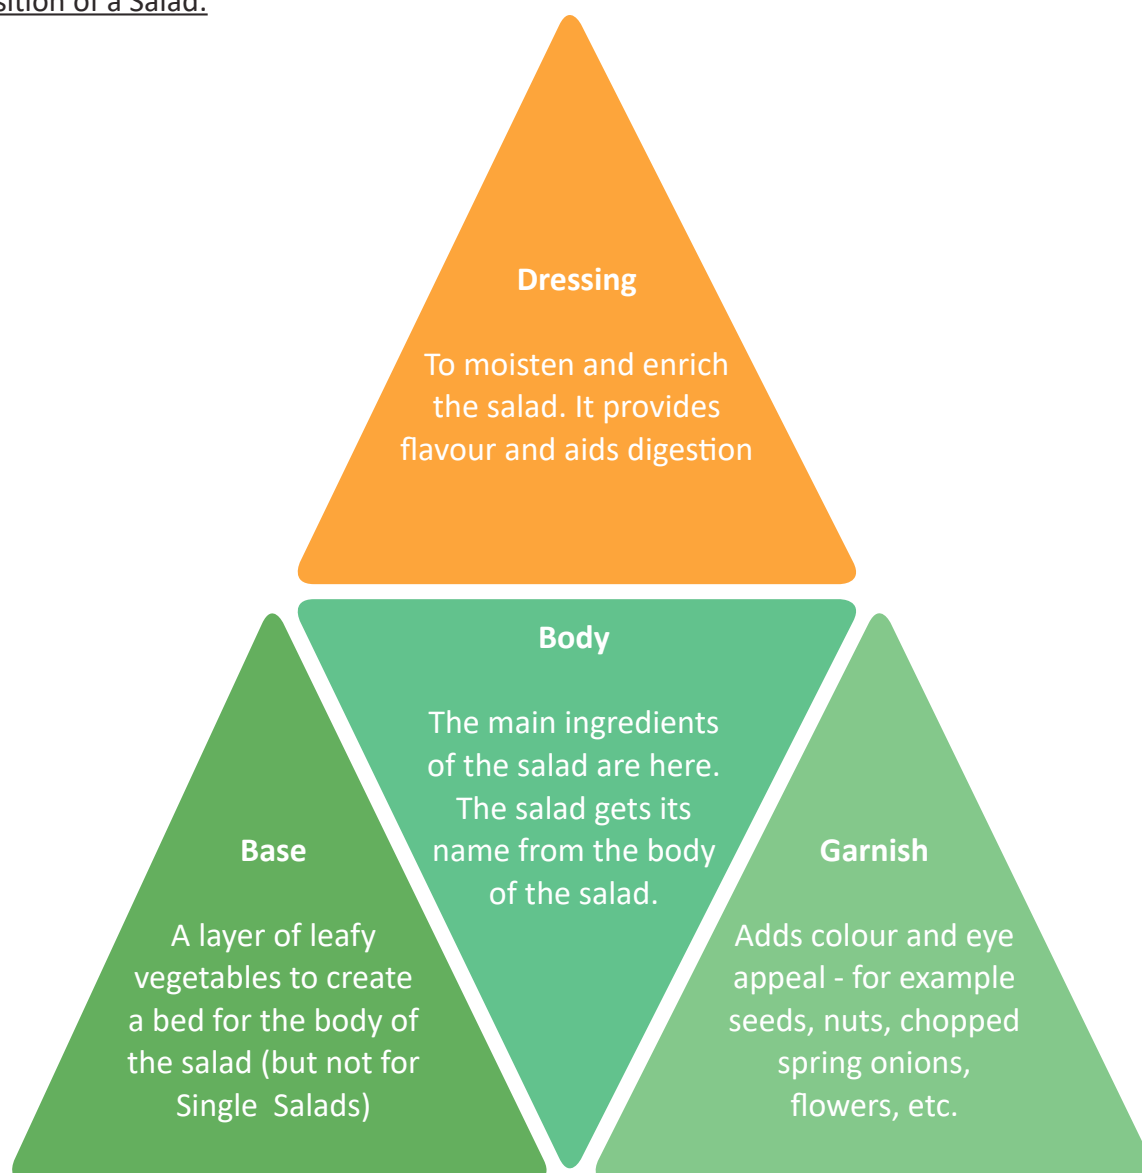 of a Salad:
Dressing
To moisten and enrich
the salad. It provides
flavour and aids digestion
Body
The main ingredients
of the salad are here.
The salad gets its
name from the body
of the salad.
Base
A layer of leafy
vegetables to create
a bed for the body of
the salad (but not for
Single Salads)
Garnish
Adds colour and eye
appeal - for example
seeds, nuts, chopped
spring onions,
flowers, etc.